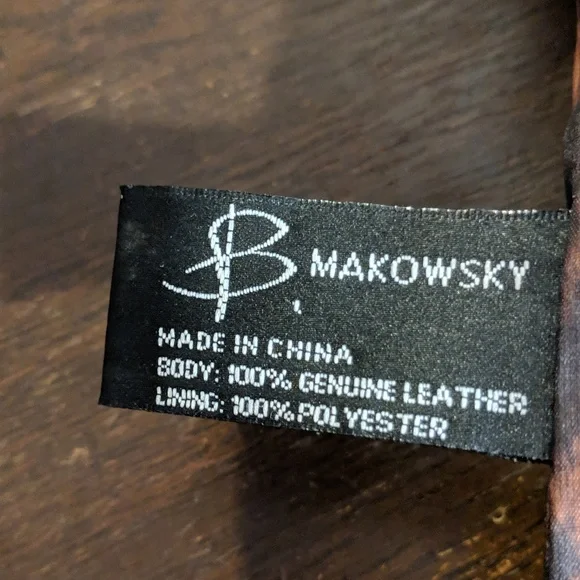 B. MAKOWSKY
MADE IN CHINA
BODY: 100% GENUINE LEATHER
LINING: 100% POLYESTER